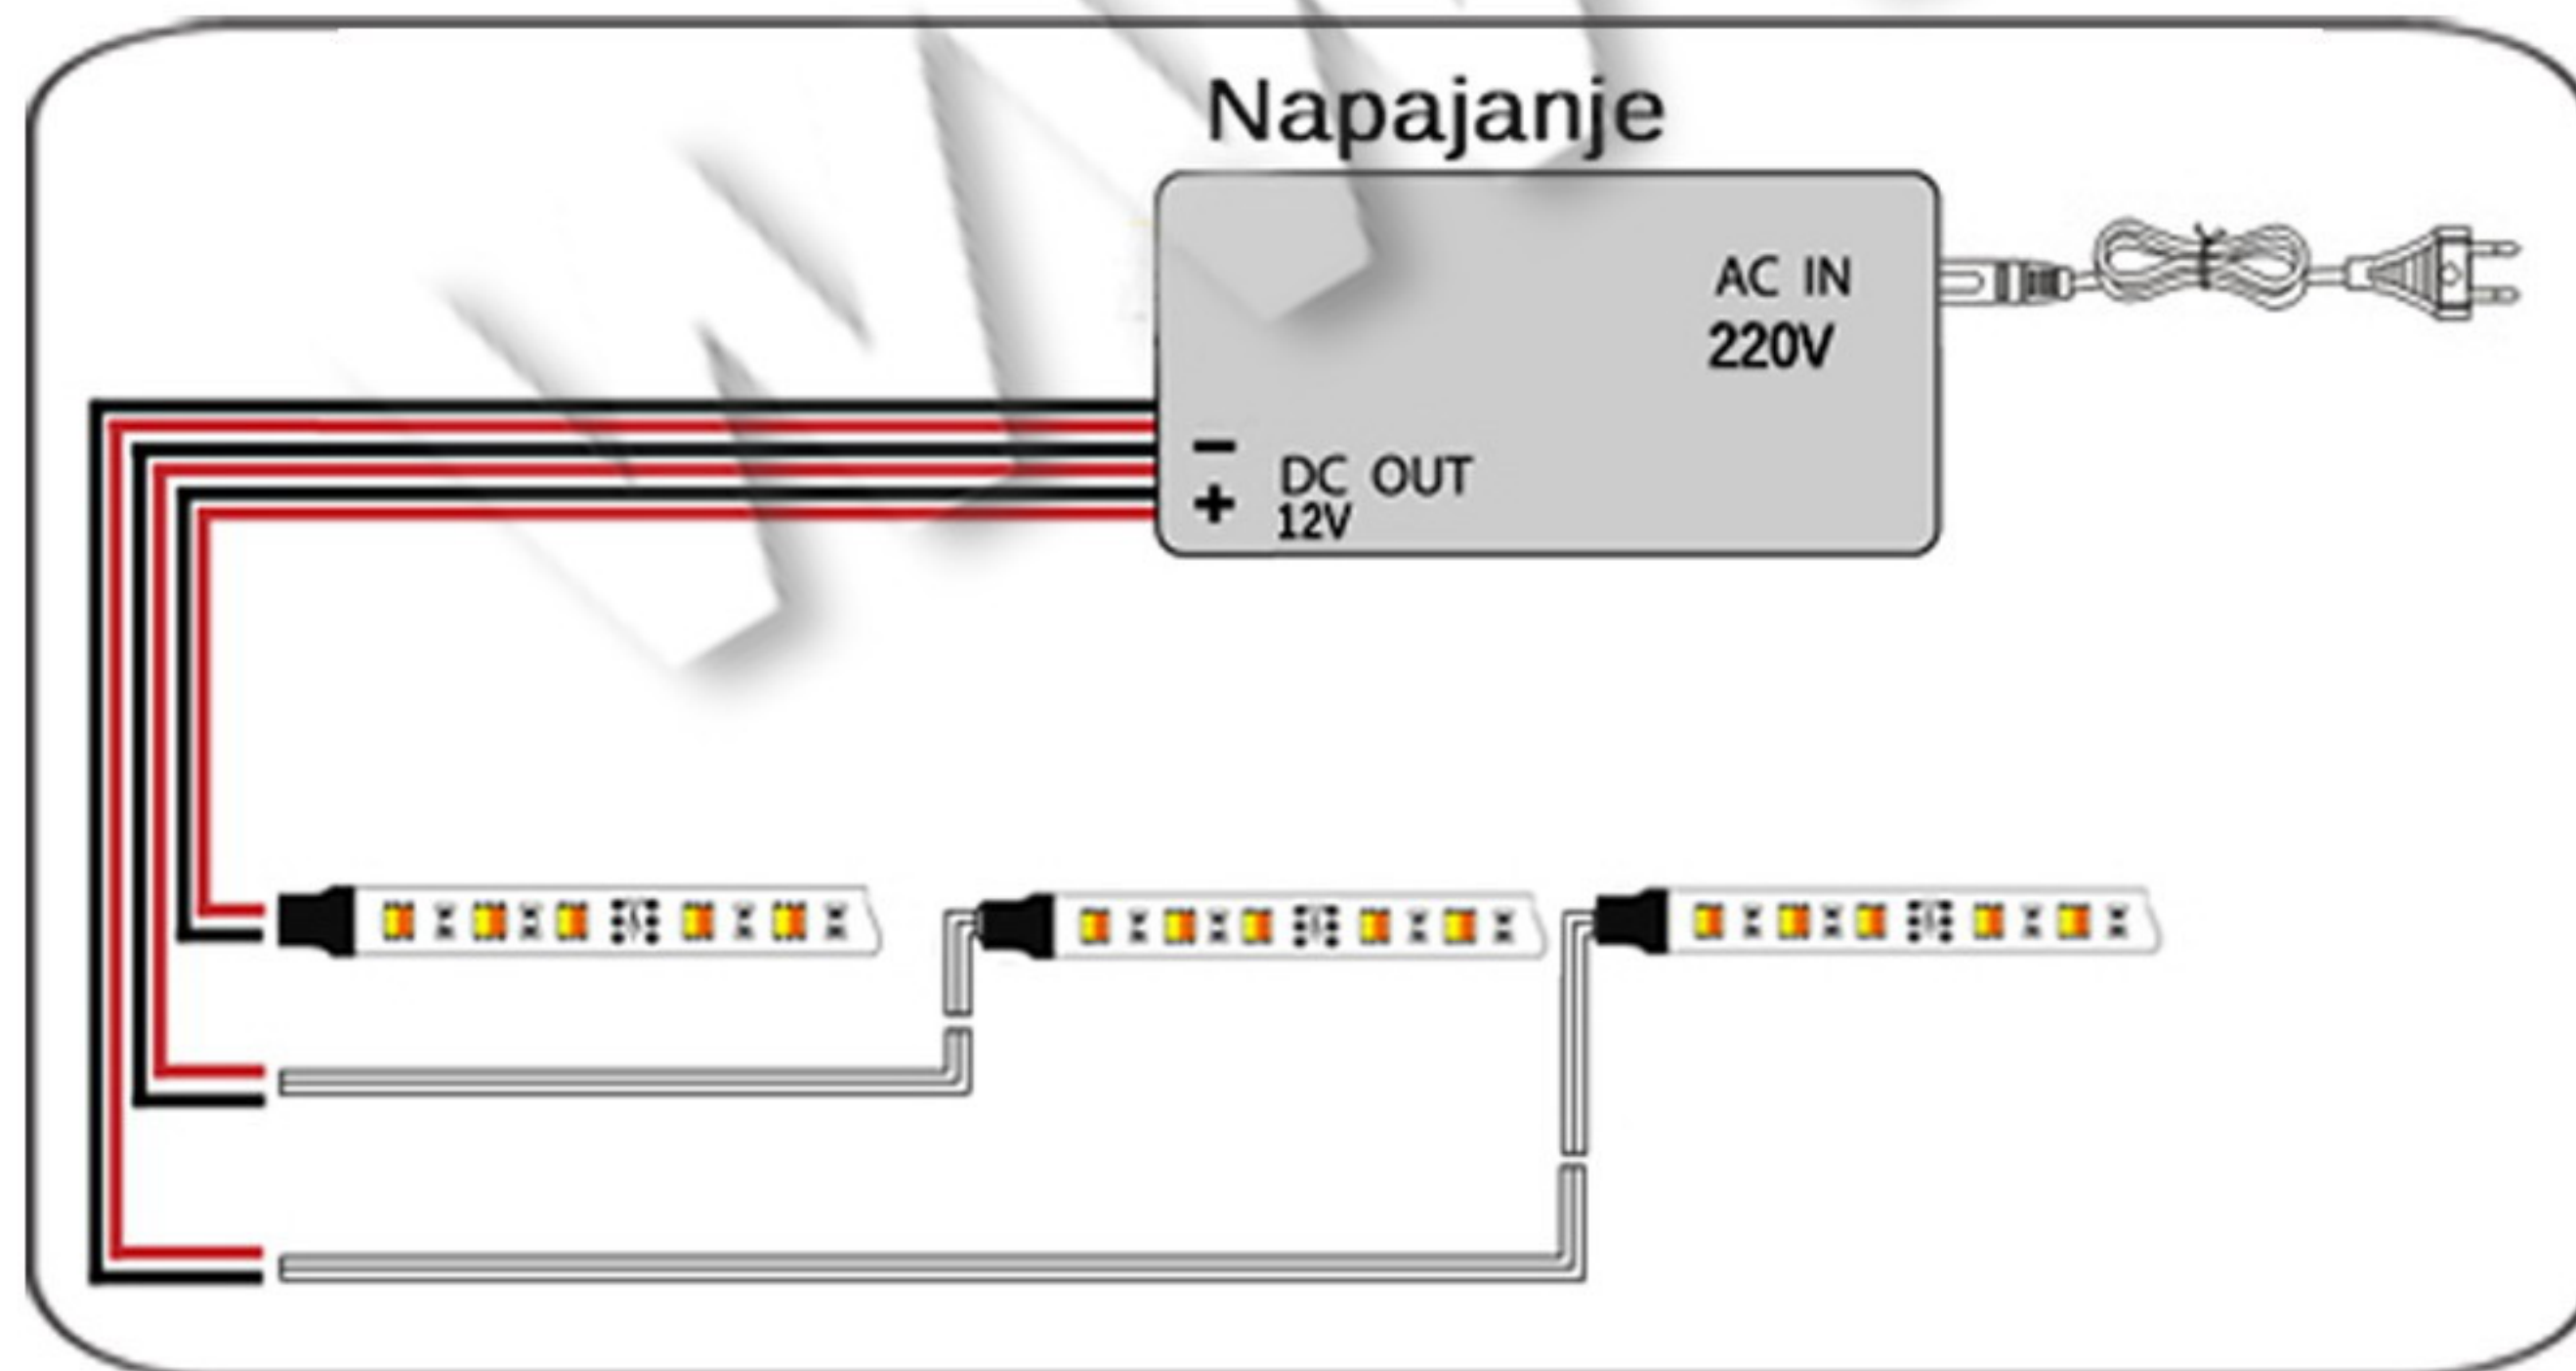 Napajanje
AC IN
220V
−
DC OUT
+
12V